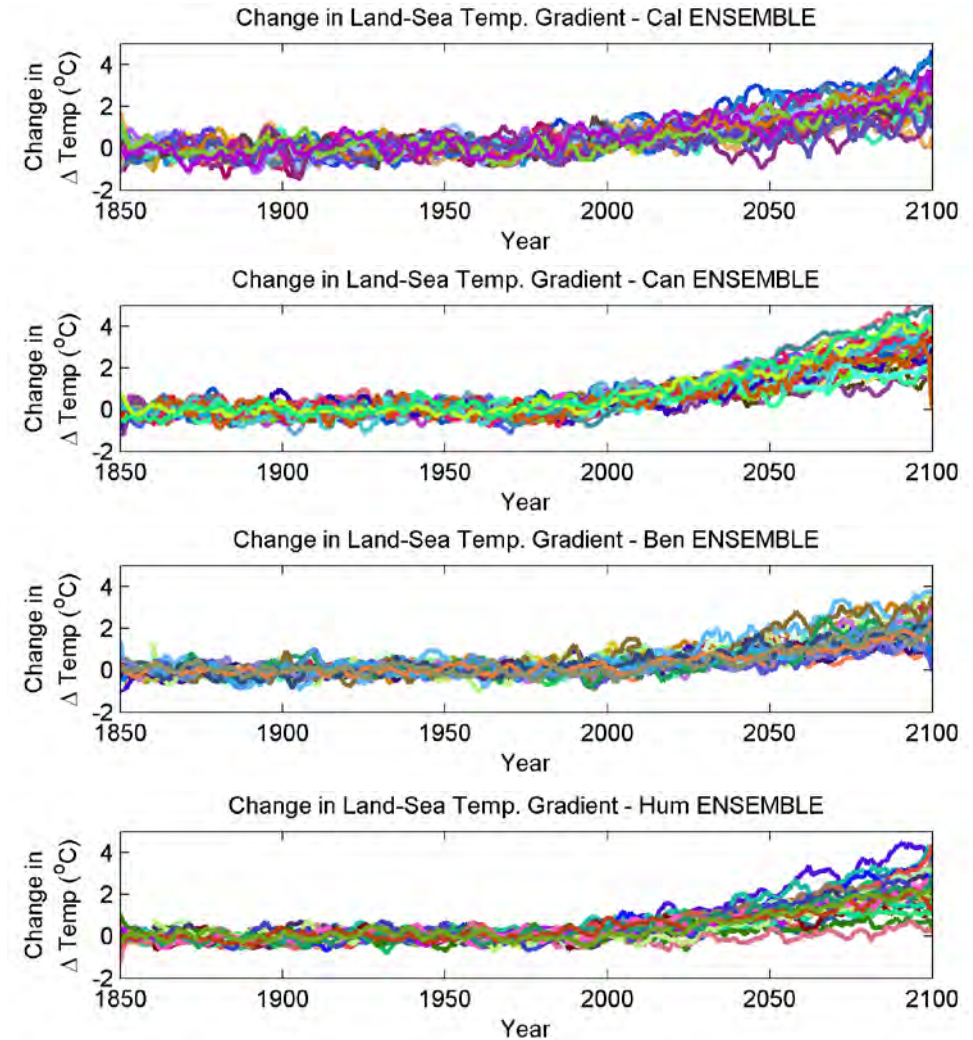 Change in Land-Sea Temp. Gradient - Cal ENSEMBLE
Change in
Δ Temp (°C)
4
2
0
-2
1850 1900 1950 2000 2050 2100
Year
Change in Land-Sea Temp. Gradient - Can ENSEMBLE
Change in
Δ Temp (°C)
4
2
0
-2
1850 1900 1950 2000 2050 2100
Year
Change in Land-Sea Temp. Gradient - Ben ENSEMBLE
Change in
Δ Temp (°C)
4
2
0
-2
1850 1900 1950 2000 2050 2100
Year
Change in Land-Sea Temp. Gradient - Hum ENSEMBLE
Change in
Δ Temp (°C)
4
2
0
-2
1850 1900 1950 2000 2050 2100
Year